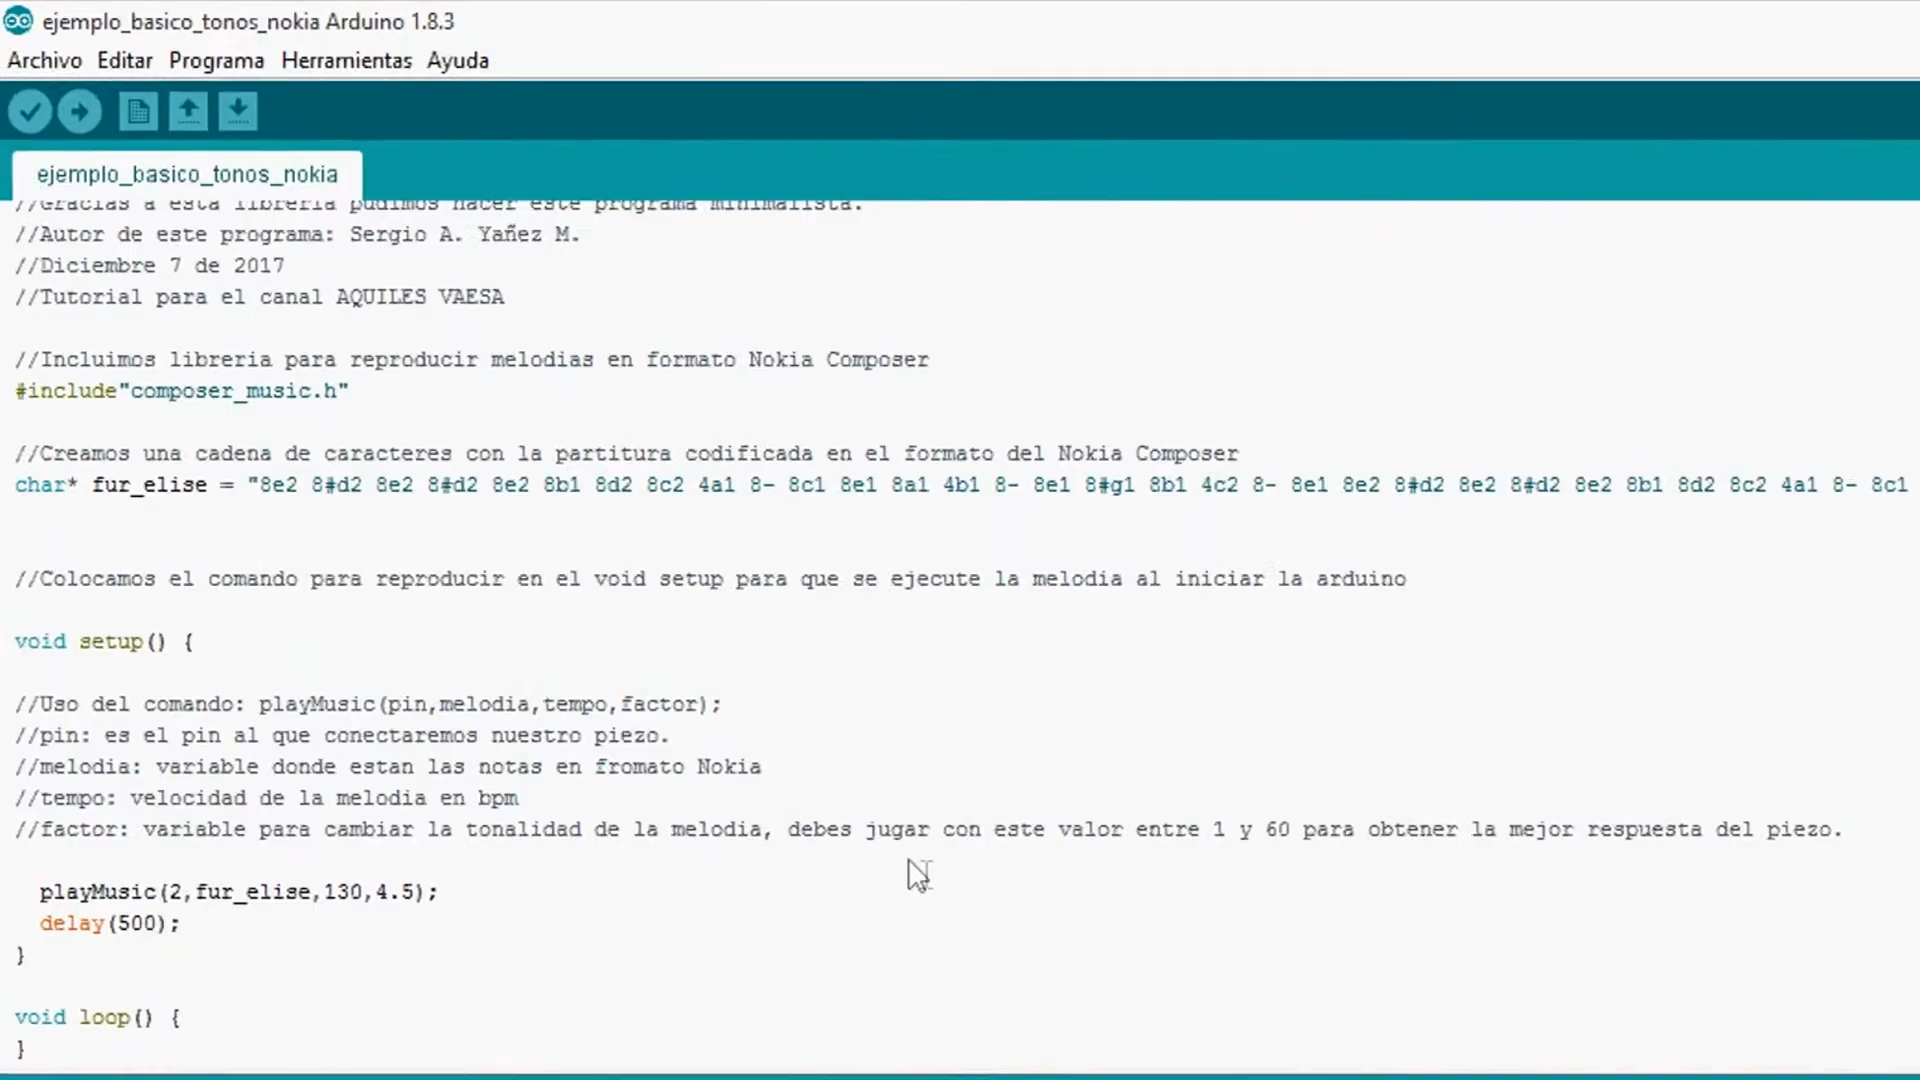 ejemplo_basico_tonos_nokia Arduino 1.8.3
Archivo Editar Programa Herramientas Ayuda
ejemplo_basico_tonos_nokia
//Gracias a esta libreria pudimos hacer este programa minimalista.
//Autor de este programa: Sergio A. Yañez M.
//Diciembre 7 de 2017
//Tutorial para el canal AQUILES VAESA
//Incluimos libreria para reproducir melodias en formato Nokia Composer
#include"composer_music.h"
//Creamos una cadena de caracteres con la partitura codificada en el formato del Nokia Composer
char* fur_elise = "8e2 8#d2 8e2 8#d2 8e2 8b1 8d2 8c2 4a1 8- 8c1 8e1 8a1 4b1 8- 8e1 8#g1 8b1 4c2 8- 8e1 8e2 8#d2 8e2 8#d2 8e2 8b1 8d2 8c2 4a1 8- 8c1
//Colocamos el comando para reproducir en el void setup para que se ejecute la melodia al iniciar la arduino
void setup() {
//Uso del comando: playMusic(pin,melodia,tempo,factor);
//pin: es el pin al que conectaremos nuestro piezo.
//melodia: variable donde estan las notas en fromato Nokia
//tempo: velocidad de la melodia en bpm
//factor: variable para cambiar la tonalidad de la melodia, debes jugar con este valor entre 1 y 60 para obtener la mejor respuesta del piezo.
playMusic(2,fur_elise,130,4.5);
delay(500);
}
void loop() {
}